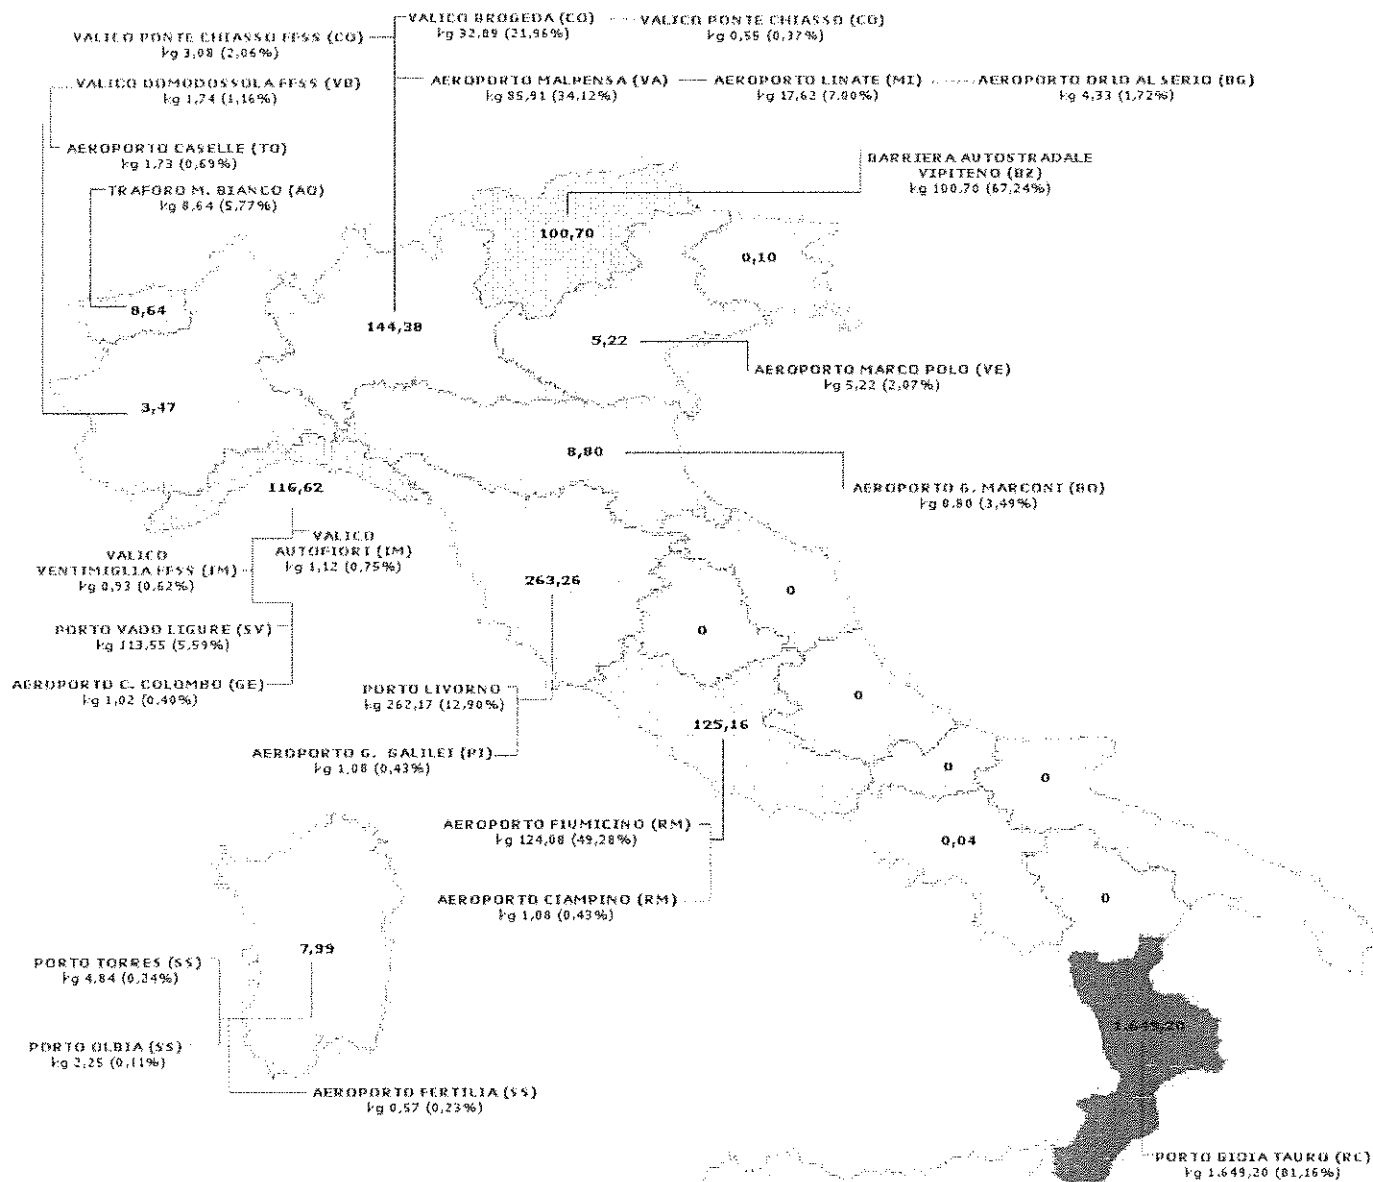 VALICO BROGEDA (CO)
kg 32,89 (21,96%)
VALICO PONTE CHIASSO (CO)
kg 0,55 (0,37%)
VALICO PONTE CHIASSO FFSS (CO)
kg 3,08 (2,06%)
VALICO DOMODOSSOLA FFSS (VB)
kg 1,74 (1,16%)
AEROPORTO MALPENSA (VA)
kg 85,91 (34,12%)
AEROPORTO LINATE (MI)
kg 17,62 (7,00%)
AEROPORTO ORIO AL SERIO (BG)
kg 4,33 (1,72%)
AEROPORTO CASELLE (TO)
kg 1,73 (0,69%)
TRAFORO M. BIANCO (AO)
kg 8,64 (5,77%)
BARRIERA AUTOSTRADALE
VIPITENO (BZ)
kg 100,70 (67,24%)
100,70
0,10
8,64
144,38
5,22
AEROPORTO MARCO POLO (VE)
kg 5,22 (2,07%)
3,47
8,80
116,62
AEROPORTO G. MARCONI (BO)
kg 8,80 (3,49%)
VALICO
AUTOFIORI (IM)
kg 1,12 (0,75%)
VALICO
VENTIMIGLIA FFSS (IM)
kg 0,93 (0,62%)
263,26
0
0
PORTO VADO LIGURE (SV)
kg 113,55 (5,59%)
AEROPORTO C. COLOMBO (GE)
kg 1,02 (0,40%)
PORTO LIVORNO
kg 262,17 (12,90%)
0
125,16
AEROPORTO G. GALILEI (PI)
kg 1,08 (0,43%)
0
0
AEROPORTO FIUMICINO (RM)
kg 124,08 (49,28%)
0,04
AEROPORTO CIAMPINO (RM)
kg 1,08 (0,43%)
0
7,99
PORTO TORRES (SS)
kg 4,84 (0,24%)
1.649,20
PORTO OLBIA (SS)
kg 2,25 (0,11%)
AEROPORTO FERTILIA (SS)
kg 0,57 (0,23%)
PORTO GIOIA TAURO (RC)
kg 1.649,20 (81,16%)